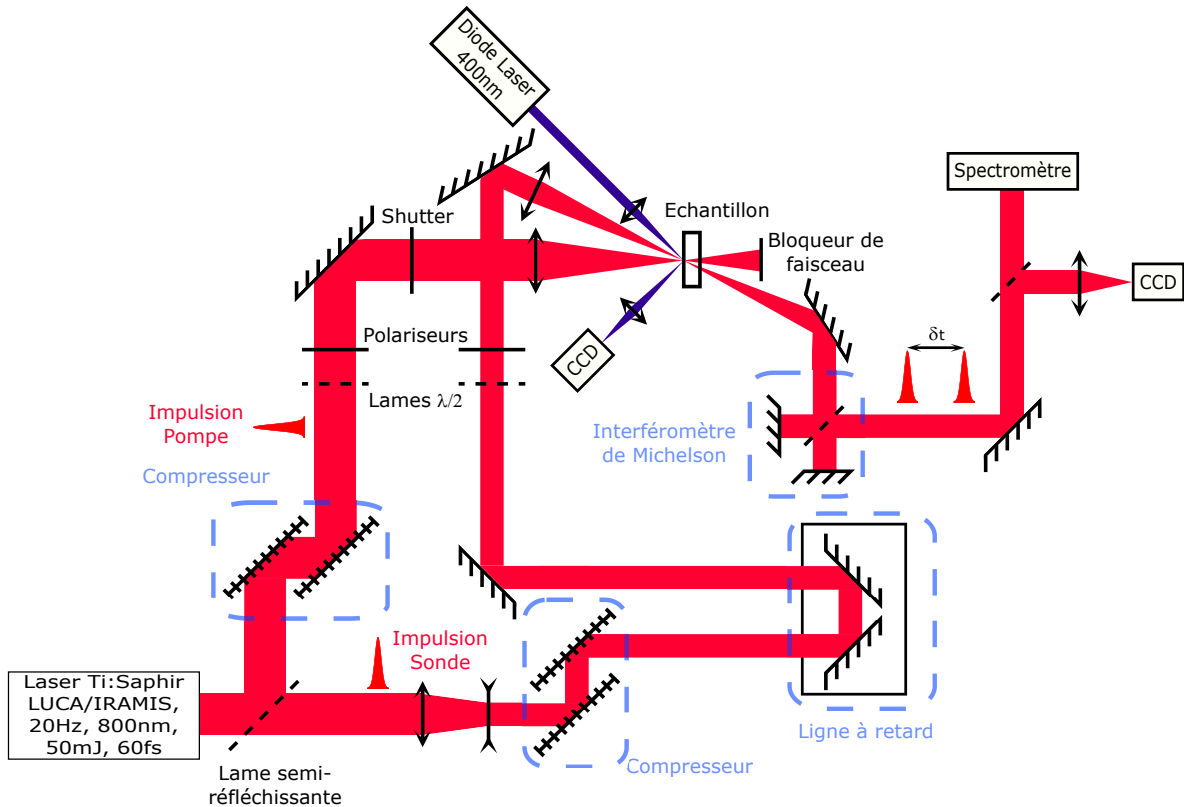 Diode Laser
400nm
Spectromètre
Shutter
Echantillon
Bloqueur de
faisceau
CCD
CCD
Polariseurs
δt
Lames λ/2
Impulsion
Pompe
Interféromètre
de Michelson
Compresseur
Impulsion
Sonde
Laser Ti:Saphir
LUCA/IRAMIS,
20Hz, 800nm,
50mJ, 60fs
Ligne à retard
Compresseur
Lame semi-
réfléchissante